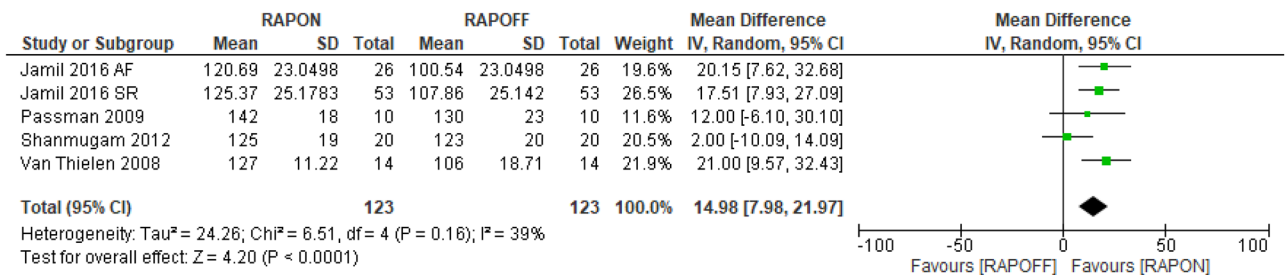 RAPON RAPOFF Mean Difference Mean Difference
Study or Subgroup Mean SD Total Mean SD Total Weight IV, Random, 95% CI IV, Random, 95% CI
Jamil 2016 AF 120.69 23.0498 26 100.54 23.0498 26 19.6% 20.15 [7.62, 32.68]
Jamil 2016 SR 125.37 25.1783 53 107.86 25.142 53 26.5% 17.51 [7.93, 27.09]
Passman 2009 142 18 10 130 23 10 11.6% 12.00 [-6.10, 30.10]
Shanmugam 2012 125 19 20 123 20 20 20.5% 2.00 [-10.09, 14.09]
Van Thielen 2008 127 11.22 14 106 18.71 14 21.9% 21.00 [9.57, 32.43]
Total (95% CI) 123 123 100.0% 14.98 [7.98, 21.97]
Heterogeneity: Tau² = 24.26; Chi² = 6.51, df = 4 (P = 0.16); I² = 39%
Test for overall effect: Z = 4.20 (P < 0.0001)
-100 -50 0 50 100
Favours [RAPOFF] Favours [RAPON]